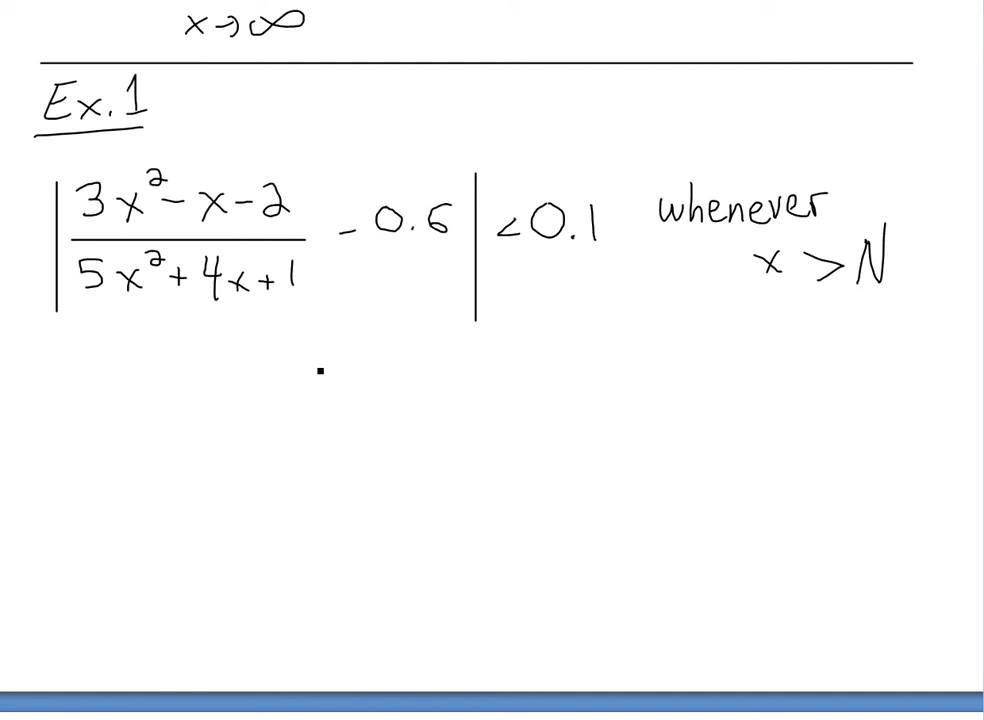 x→∞
Ex. 1
| (3x² - x - 2)/(5x² + 4x + 1) - 0.6 | < 0.1 whenever
x > N